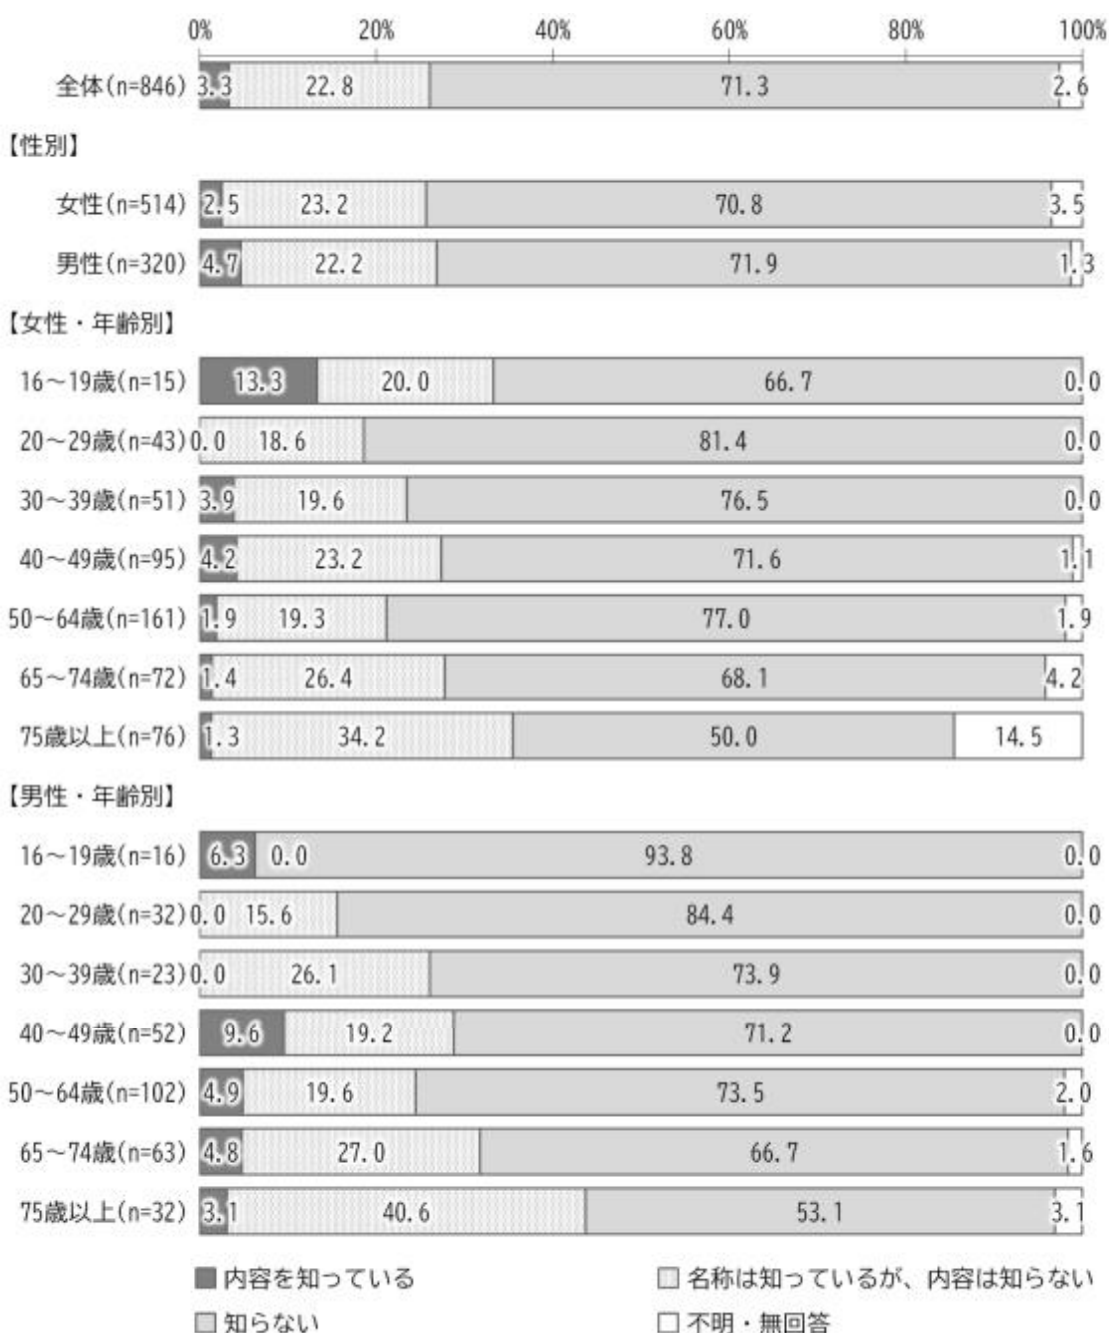 0% 20% 40% 60% 80% 100%
全体(n=846) 3.3 22.8 71.3 2.6
【性別】
女性(n=514) 2.5 23.2 70.8 3.5
男性(n=320) 4.7 22.2 71.9 1.3
【女性・年齢別】
16～19歳(n=15) 13.3 20.0 66.7 0.0
20～29歳(n=43) 0.0 18.6 81.4 0.0
30～39歳(n=51) 3.9 19.6 76.5 0.0
40～49歳(n=95) 4.2 23.2 71.6 1.1
50～64歳(n=161) 1.9 19.3 77.0 1.9
65～74歳(n=72) 1.4 26.4 68.1 4.2
75歳以上(n=76) 1.3 34.2 50.0 14.5
【男性・年齢別】
16～19歳(n=16) 6.3 0.0 93.8 0.0
20～29歳(n=32) 0.0 15.6 84.4 0.0
30～39歳(n=23) 0.0 26.1 73.9 0.0
40～49歳(n=52) 9.6 19.2 71.2 0.0
50～64歳(n=102) 4.9 19.6 73.5 2.0
65～74歳(n=63) 4.8 27.0 66.7 1.6
75歳以上(n=32) 3.1 40.6 53.1 3.1
内容を知っている 名称は知っているが、内容は知らない
知らない 不明・無回答